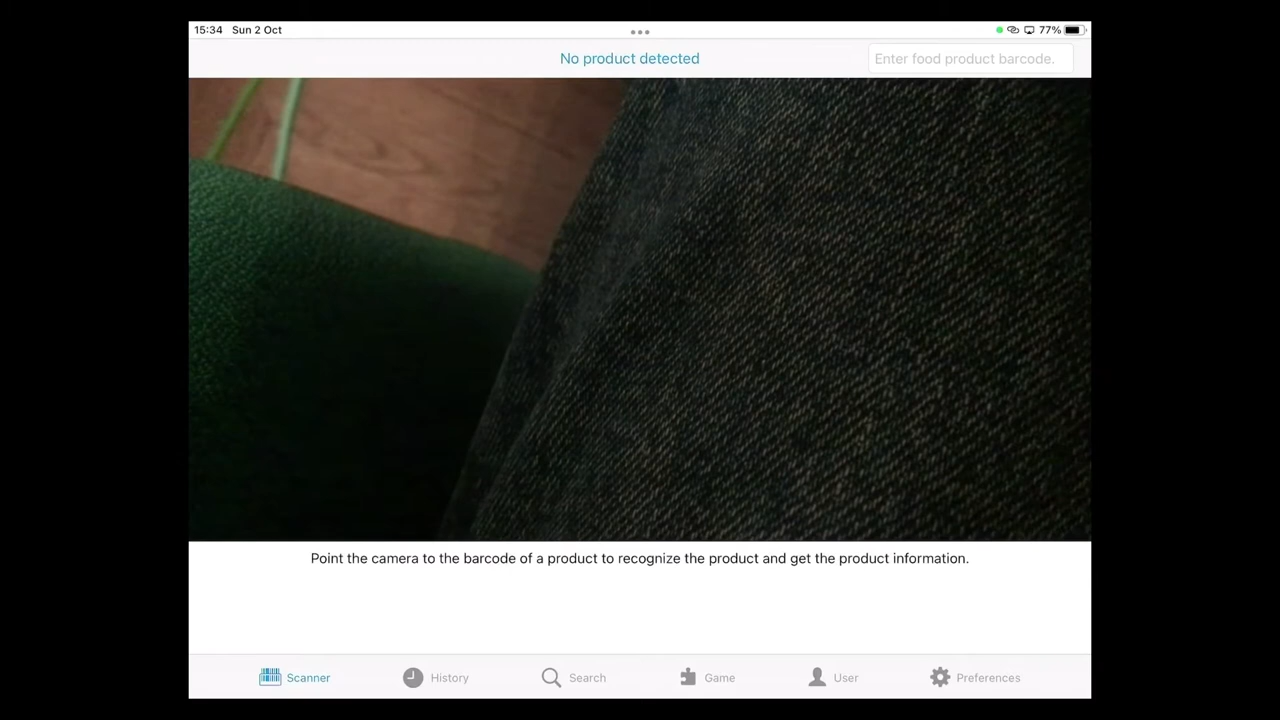 15:34 Sun 2 Oct
77%
No product detected
Enter food product barcode.
Point the camera to the barcode of a product to recognize the product and get the product information.
Scanner
History
Search
Game
User
Preferences